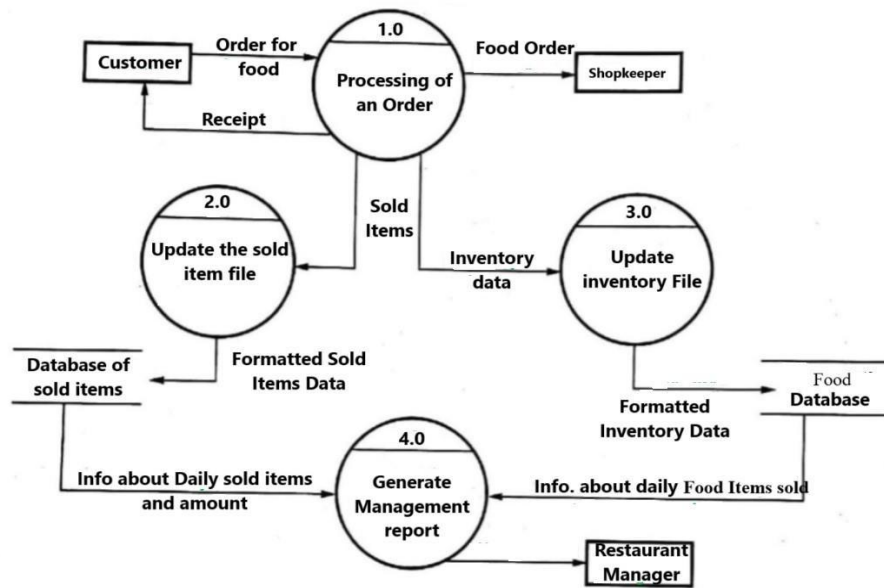 1.0
Customer
Order for
food
Processing of
an Order
Food Order
Shopkeeper
Receipt
Sold
Items
2.0
Update the sold
item file
3.0
Update
inventory File
Inventory
data
Database of
sold items
Formatted Sold
Items Data
Food
Database
Formatted
Inventory Data
4.0
Generate
Management
report
Info about Daily sold items
and amount
Info. about daily Food Items sold
Restaurant
Manager